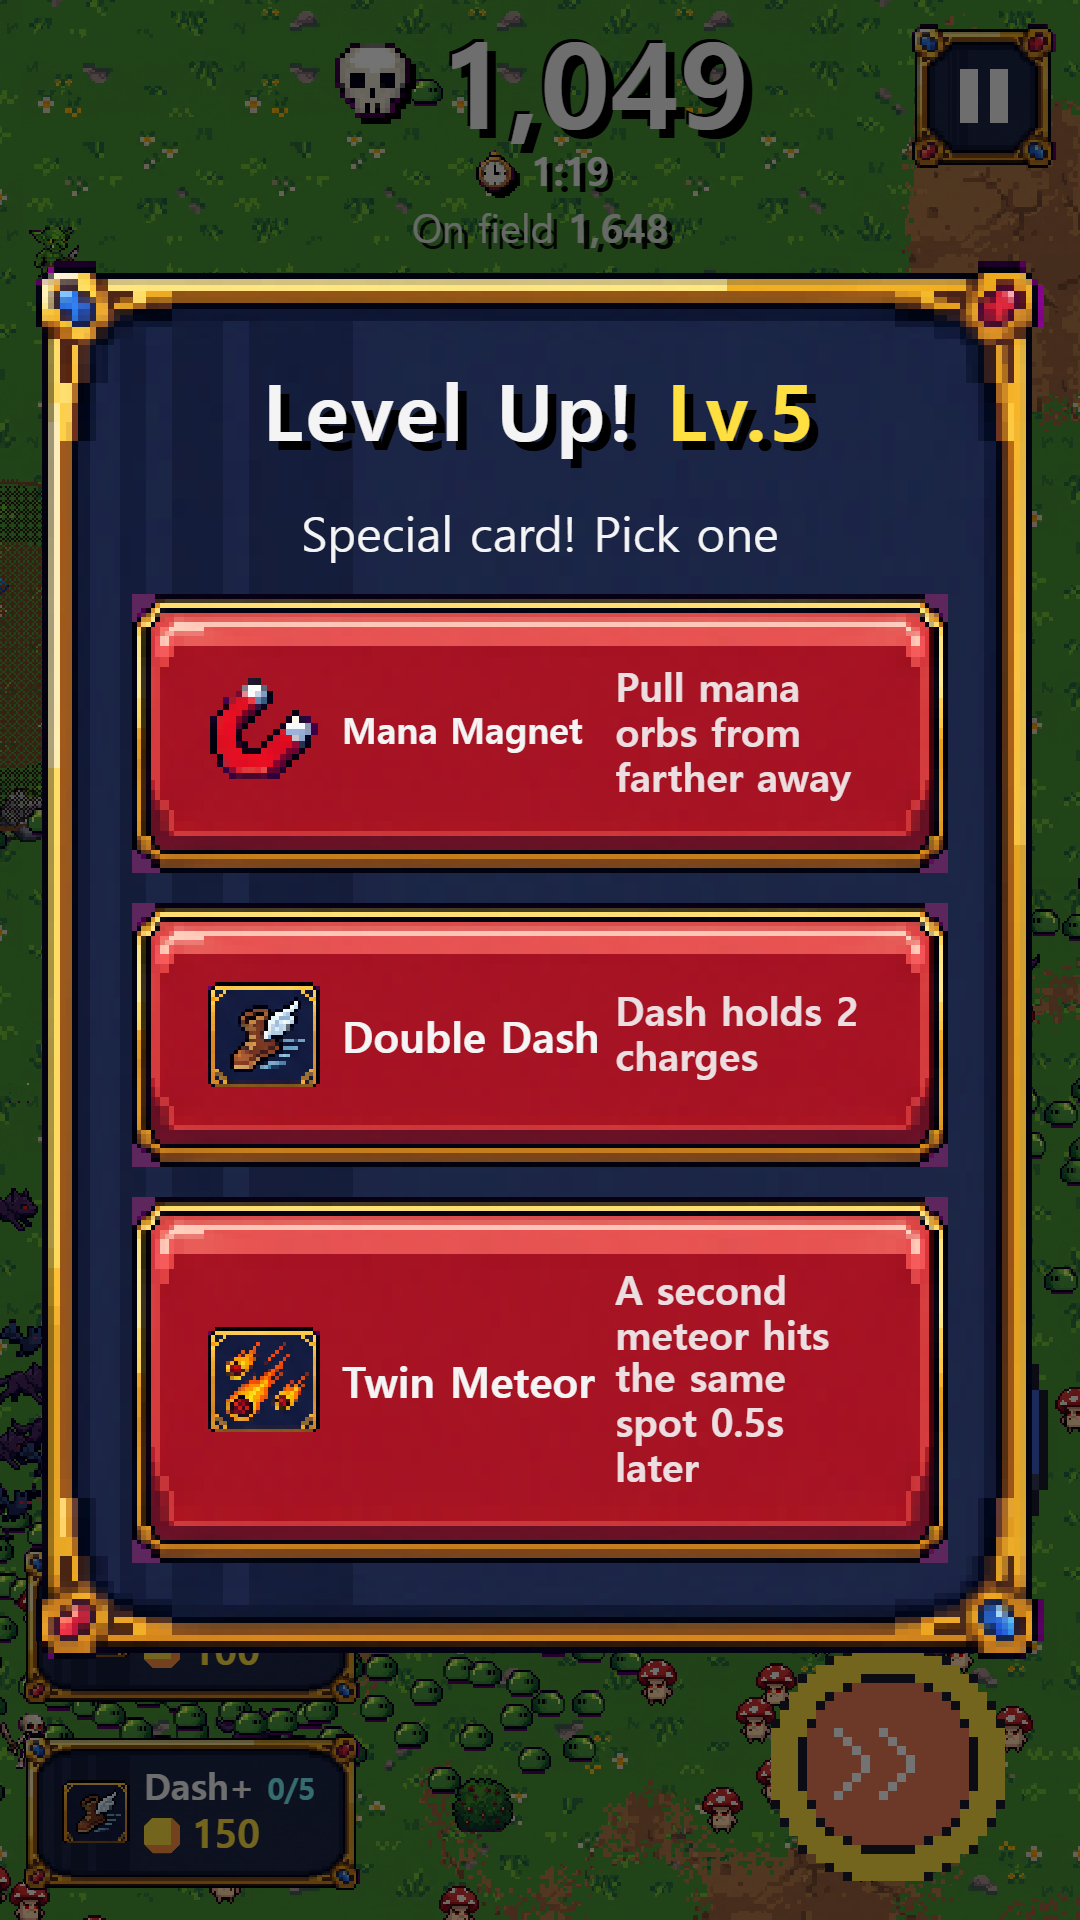 1,049
1:19
On field 1,648
Level Up! Lv.5
Special card! Pick one
Mana Magnet
Pull mana
orbs from
farther away
Double Dash
Dash holds 2
charges
Twin Meteor
A second
meteor hits
the same
spot 0.5s
later
100
Dash+ 0/5
150